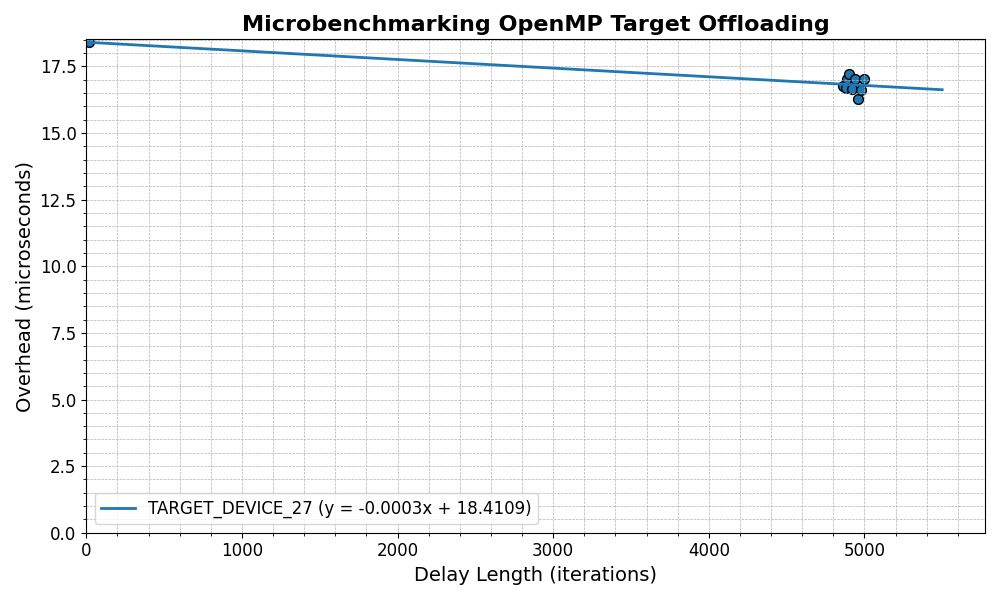 Microbenchmarking OpenMP Target Offloading
Overhead (microseconds)
17.5
15.0
12.5
10.0
7.5
5.0
2.5
0.0
TARGET_DEVICE_27 (y = -0.0003x + 18.4109)
0 1000 2000 3000 4000 5000
Delay Length (iterations)